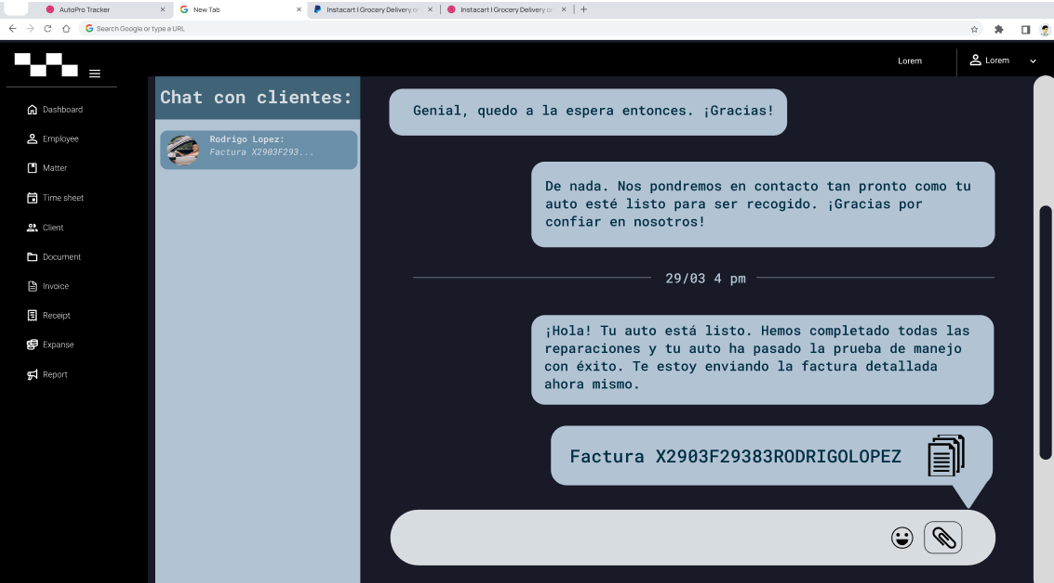 AutoPro Tracker
New Tab
Instacart I Grocery Delivery or
Instacart I Grocery Delivery or
Search Google or type a URL
Lorem
Lorem
Dashboard
Employee
Matter
Time sheet
Client
Document
Invoice
Receipt
Expanse
Report
Chat con clientes:
Rodrigo Lopez:
Factura X2903F293...
Genial, quedo a la espera entonces. ¡Gracias!
De nada. Nos pondremos en contacto tan pronto como tu
auto esté listo para ser recogido. ¡Gracias por
confiar en nosotros!
29/03 4 pm
¡Hola! Tu auto está listo. Hemos completado todas las
reparaciones y tu auto ha pasado la prueba de manejo
con éxito. Te estoy enviando la factura detallada
ahora mismo.
Factura X2903F29383RODRIGOLOPEZ